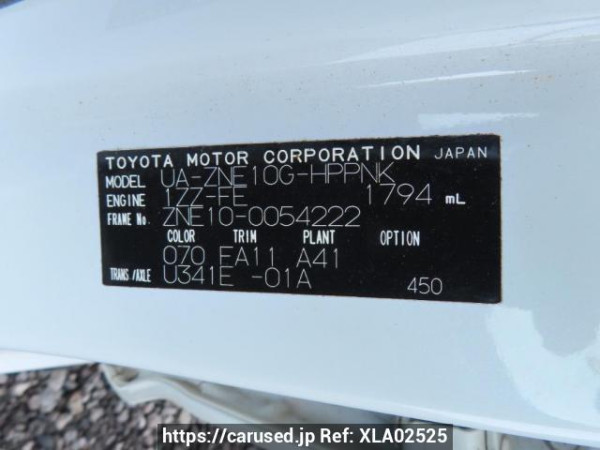 TOYOTA MOTOR CORPORATION JAPAN
MODEL UA-ZNE10G-HPPNK
ENGINE 1ZZ-FE 1794 mL
FRAME No. ZNE10-0054222
COLOR TRIM PLANT OPTION
070 FA11 A41
TRANS/AXLE U341E -01A 450
https://carused.jp Ref: XLA02525